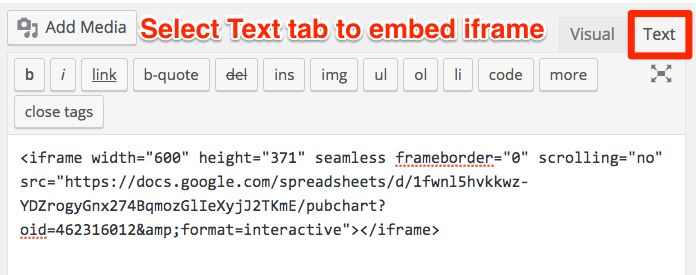 Add Media Select Text tab to embed iframe Visual Text
b i link b-quote del ins img ul ol li code more
close tags
<iframe width="600" height="371" seamless frameborder="0" scrolling="no"
src="https://docs.google.com/spreadsheets/d/1fwnl5hvkkwz-
YDZrogyGnx274BqmozGlIeXyjJ2TKmE/pubchart?
oid=462316012&amp;format=interactive"></iframe>